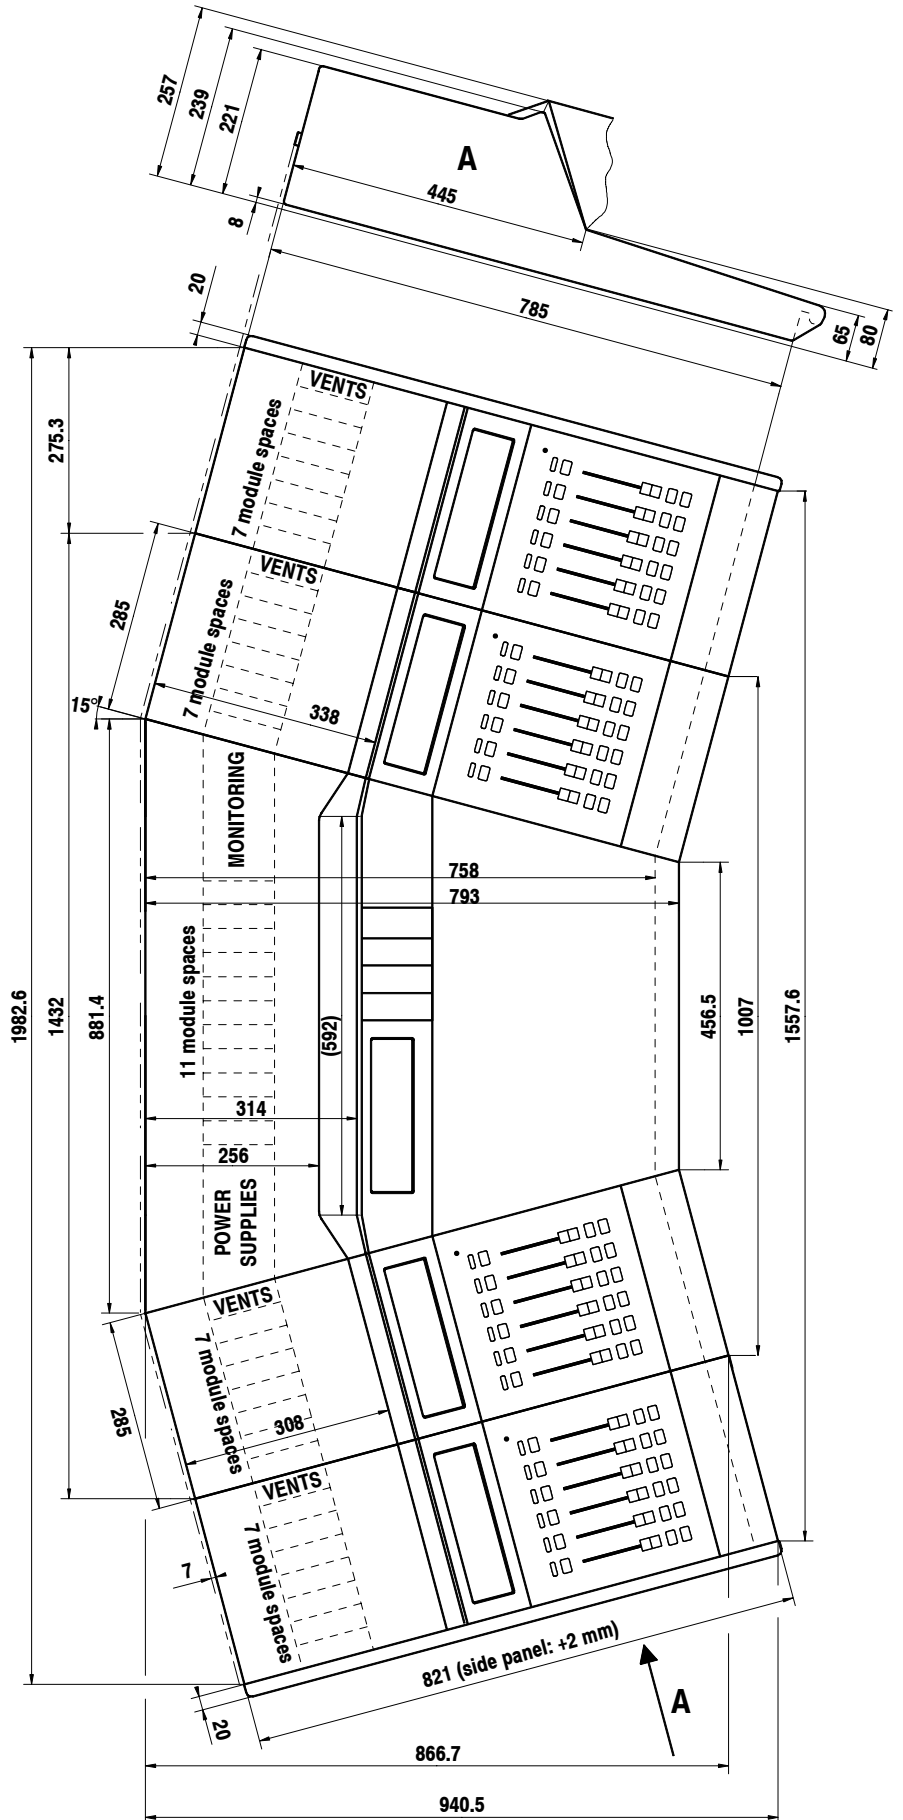 257
239
221
8
A
445
20
785
65
80
VENTS
7 module spaces
275.3
VENTS
7 module spaces
285
15°
338
MONITORING
758
793
11 module spaces
1982.6
1432
881.4
(592)
456.5
1007
1557.6
314
256
POWER
SUPPLIES
VENTS
7 module spaces
285
308
VENTS
7 module spaces
7
821 (side panel: +2 mm)
20
A
866.7
940.5